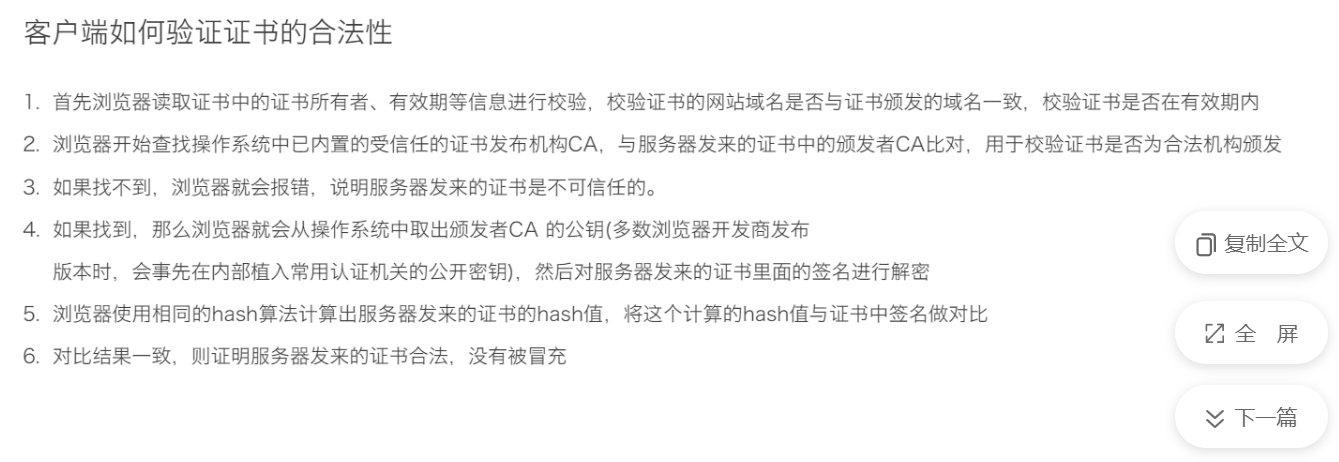 客户端如何验证证书的合法性
1. 首先浏览器读取证书中的证书所有者、有效期等信息进行校验，校验证书的网站域名是否与证书颁发的域名一致，校验证书是否在有效期内
2. 浏览器开始查找操作系统中已内置的受信任的证书发布机构CA，与服务器发来的证书中的颁发者CA比对，用于校验证书是否为合法机构颁发
3. 如果找不到，浏览器就会报错，说明服务器发来的证书是不可信任的。
4. 如果找到，那么浏览器就会从操作系统中取出颁发者CA 的公钥(多数浏览器开发商发布
版本时，会事先在内部植入常用认证机关的公开密钥)，然后对服务器发来的证书里面的签名进行解密
5. 浏览器使用相同的hash算法计算出服务器发来的证书的hash值，将这个计算的hash值与证书中签名做对比
6. 对比结果一致，则证明服务器发来的证书合法，没有被冒充
复制全文
全 屏
下一篇